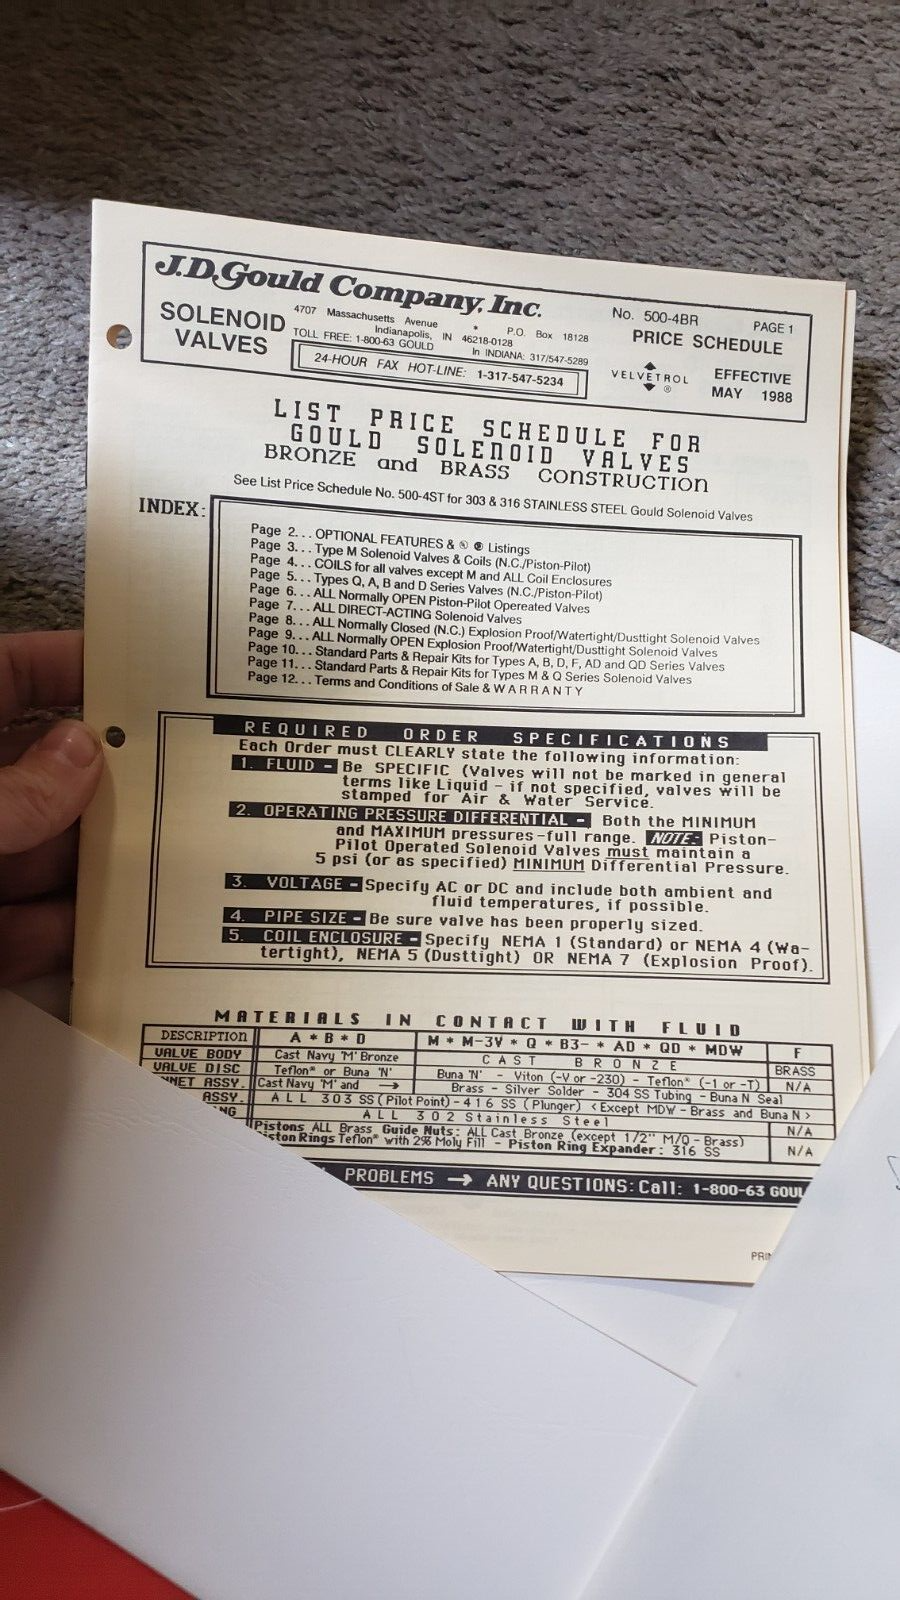 J.D. Gould Company, Inc.
SOLENOID VALVES
4707 Massachusetts Avenue * P.O. Box 18128
Indianapolis, IN 46218-0128
TOLL FREE: 1-800-63 GOULD In INDIANA: 317/547-5289
24-HOUR FAX HOT-LINE: 1-317-547-5234
No. 500-4BR PAGE 1
PRICE SCHEDULE
VELVETROL ®
EFFECTIVE
MAY 1988
LIST PRICE SCHEDULE FOR
GOULD SOLENOID VALVES
BRONZE and BRASS CONSTRUCTION
See List Price Schedule No. 500-4ST for 303 & 316 STAINLESS STEEL Gould Solenoid Valves
INDEX:
Page 2... OPTIONAL FEATURES & Listings
Page 3... Type M Solenoid Valves & Coils (N.C./Piston-Pilot)
Page 4... COILS for all valves except M and ALL Coil Enclosures
Page 5... Types Q, A, B and D Series Valves (N.C./Piston-Pilot)
Page 6... ALL Normally OPEN Piston-Pilot Opereated Valves
Page 7... ALL DIRECT-ACTING Solenoid Valves
Page 8... ALL Normally Closed (N.C.) Explosion Proof/Watertight/Dusttight Solenoid Valves
Page 9... ALL Normally OPEN Explosion Proof/Watertight/Dusttight Solenoid Valves
Page 10... Standard Parts & Repair Kits for Types A, B, D, F, AD and QD Series Valves
Page 11... Standard Parts & Repair Kits for Types M & Q Series Solenoid Valves
Page 12... Terms and Conditions of Sale & WARRANTY
REQUIRED ORDER SPECIFICATIONS
Each Order must CLEARLY state the following information:
1. FLUID - Be SPECIFIC (Valves will not be marked in general
terms like Liquid - if not specified, valves will be
stamped for Air & Water Service.
2. OPERATING PRESSURE DIFFERENTIAL - Both the MINIMUM
and MAXIMUM pressures-full range. NOTE: Piston-
Pilot Operated Solenoid Valves must maintain a
5 psi (or as specified) MINIMUM Differential Pressure.
3. VOLTAGE - Specify AC or DC and include both ambient and
fluid temperatures, if possible.
4. PIPE SIZE - Be sure valve has been properly sized.
5. COIL ENCLOSURE - Specify NEMA 1 (Standard) or NEMA 4 (Wa-
tertight), NEMA 5 (Dusttight) OR NEMA 7 (Explosion Proof).
MATERIALS IN CONTACT WITH FLUID
DESCRIPTION A * B * D M * M-3V * Q * B3- * AD * QD * MDW F
VALVE BODY Cast Navy 'M' Bronze CAST BRONZE BRASS
VALVE DISC Teflon® or Buna 'N' Buna 'N' - Viton (-V or -230) - Teflon® (-1 or -T) N/A
NNET ASSY. Cast Navy 'M' and → Brass - Silver Solder - 304 SS Tubing - Buna N Seal
ASSY. ALL 303 SS (Pilot Point) - 416 SS (Plunger) <Except MDW - Brass and Buna N>
NG ALL 302 Stainless Steel N/A
Pistons ALL Brass, Guide Nuts: ALL Cast Bronze (except 1/2" M/Q - Brass)
iston Rings Teflon® with 2% Moly Fill - Piston Ring Expander: 316 SS N/A
PROBLEMS → ANY QUESTIONS: Call: 1-800-63 GOUL
PRIN